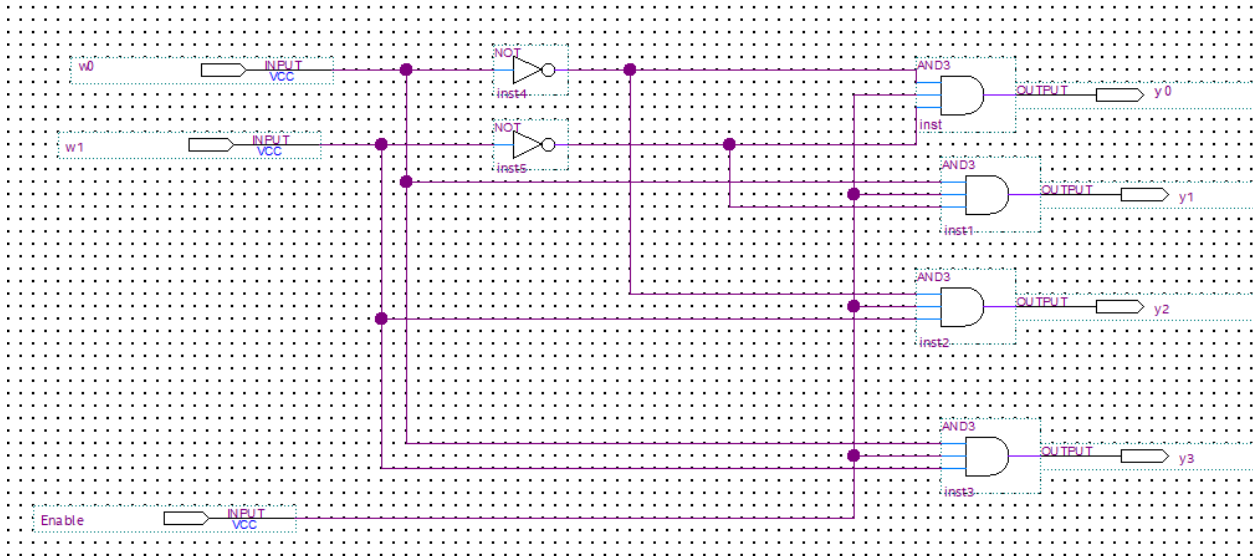 w0
INPUT
VCC
NOT
inst4
AND3
inst
OUTPUT
y0
w1
INPUT
VCC
NOT
inst5
AND3
inst1
OUTPUT
y1
AND3
inst2
OUTPUT
y2
AND3
inst3
OUTPUT
y3
Enable
INPUT
VCC